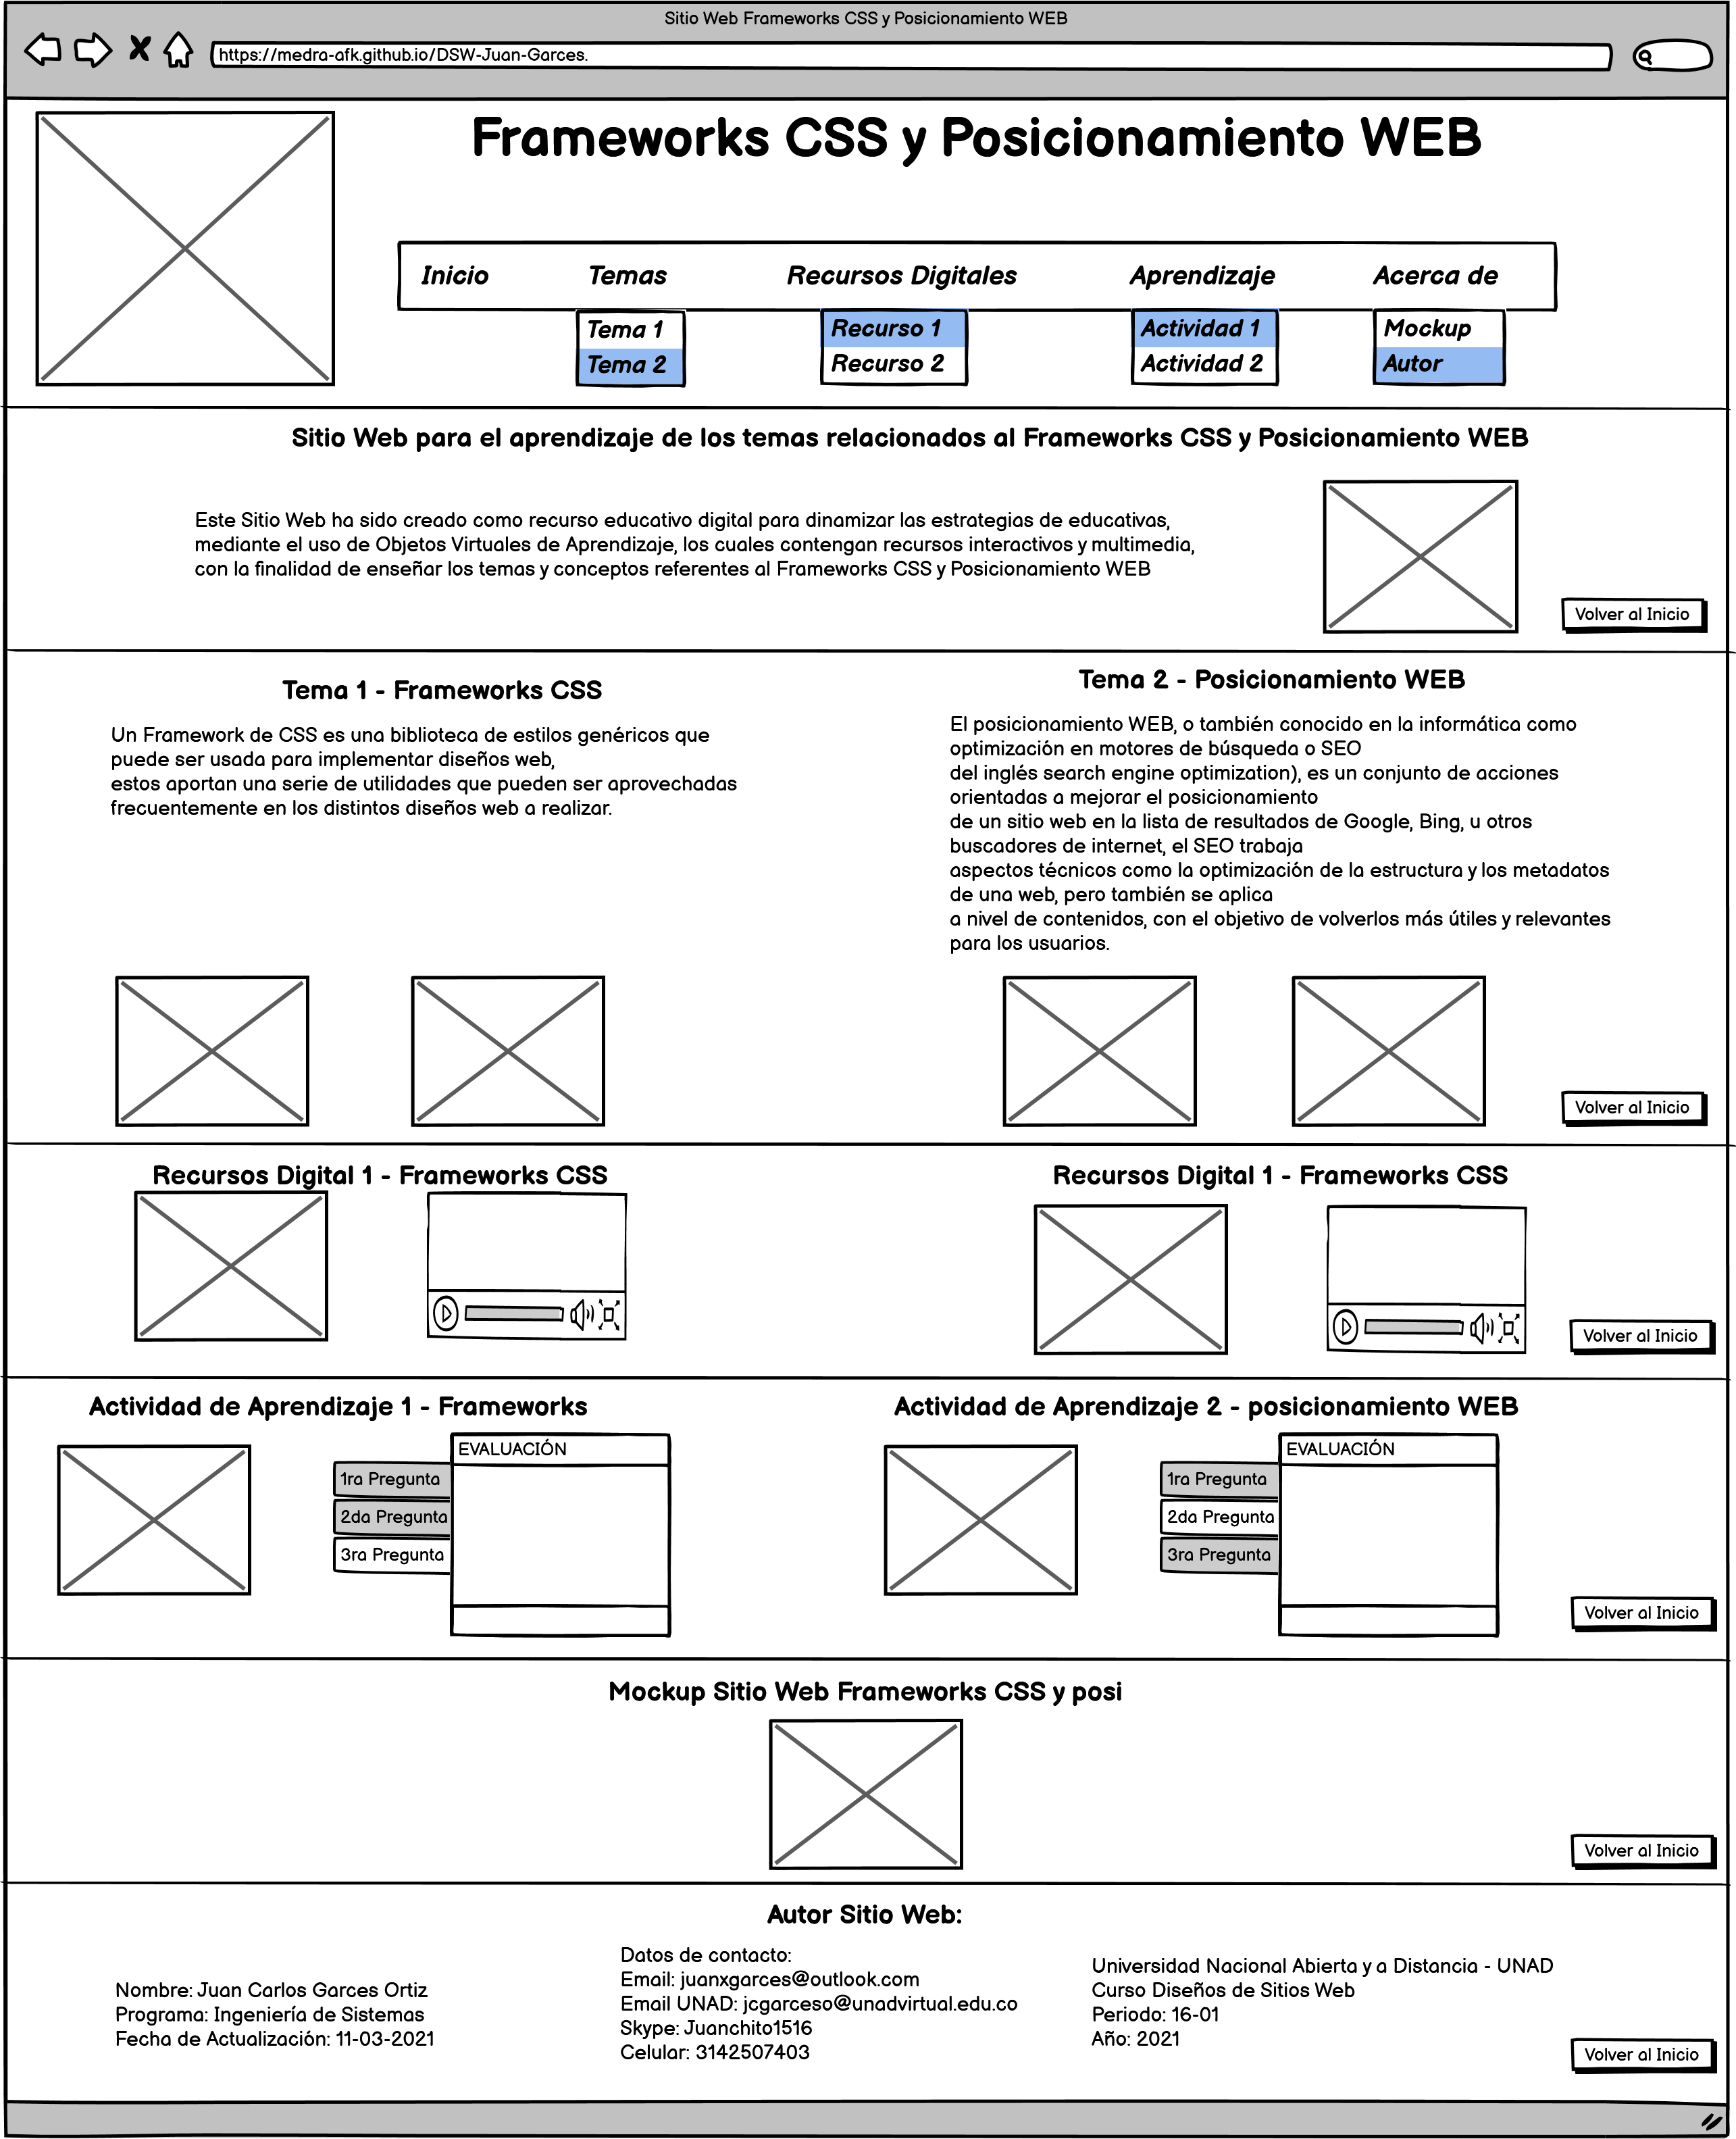 Sitio Web Frameworks CSS y Posicionamiento WEB
https://medra-afk.github.io/DSW-Juan-Garces.
Frameworks CSS y Posicionamiento WEB
Inicio Temas Recursos Digitales Aprendizaje Acerca de
Tema 1 Recurso 1 Actividad 1 Mockup
Tema 2 Recurso 2 Actividad 2 Autor
Sitio Web para el aprendizaje de los temas relacionados al Frameworks CSS y Posicionamiento WEB
Este Sitio Web ha sido creado como recurso educativo digital para dinamizar las estrategias de educativas,
mediante el uso de Objetos Virtuales de Aprendizaje, los cuales contengan recursos interactivos y multimedia,
con la finalidad de enseñar los temas y conceptos referentes al Frameworks CSS y Posicionamiento WEB
Volver al Inicio
Tema 1 - Frameworks CSS
Un Framework de CSS es una biblioteca de estilos genéricos que
puede ser usada para implementar diseños web,
estos aportan una serie de utilidades que pueden ser aprovechadas
frecuentemente en los distintos diseños web a realizar.
Tema 2 - Posicionamiento WEB
El posicionamiento WEB, o también conocido en la informática como
optimización en motores de búsqueda o SEO
del inglés search engine optimization), es un conjunto de acciones
orientadas a mejorar el posicionamiento
de un sitio web en la lista de resultados de Google, Bing, u otros
buscadores de internet, el SEO trabaja
aspectos técnicos como la optimización de la estructura y los metadatos
de una web, pero también se aplica
a nivel de contenidos, con el objetivo de volverlos más útiles y relevantes
para los usuarios.
Volver al Inicio
Recursos Digital 1 - Frameworks CSS
Recursos Digital 1 - Frameworks CSS
Volver al Inicio
Actividad de Aprendizaje 1 - Frameworks
EVALUACIÓN
1ra Pregunta
2da Pregunta
3ra Pregunta
Actividad de Aprendizaje 2 - posicionamiento WEB
EVALUACIÓN
1ra Pregunta
2da Pregunta
3ra Pregunta
Volver al Inicio
Mockup Sitio Web Frameworks CSS y posi
Volver al Inicio
Autor Sitio Web:
Nombre: Juan Carlos Garces Ortiz
Programa: Ingeniería de Sistemas
Fecha de Actualización: 11-03-2021
Datos de contacto:
Email: juanxgarces@outlook.com
Email UNAD: jcgarceso@unadvirtual.edu.co
Skype: Juanchito1516
Celular: 3142507403
Universidad Nacional Abierta y a Distancia - UNAD
Curso Diseños de Sitios Web
Periodo: 16-01
Año: 2021
Volver al Inicio